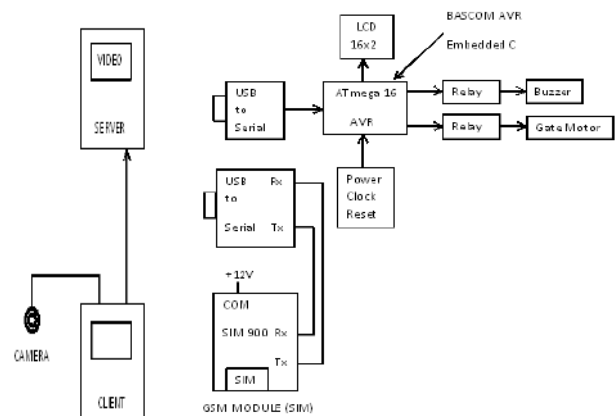 VIDEO
SERVER
CAMERA
CLIENT
LCD
16x2
BASCOM AVR
Embedded C
USB
to
Serial
ATmega 16
AVR
Relay
Buzzer
Relay
Gate Motor
Power
Clock
Reset
USB Rx
to
Serial Tx
+12V
COM
SIM 900 Rx
Tx
SIM
GSM MODULE (SIM)